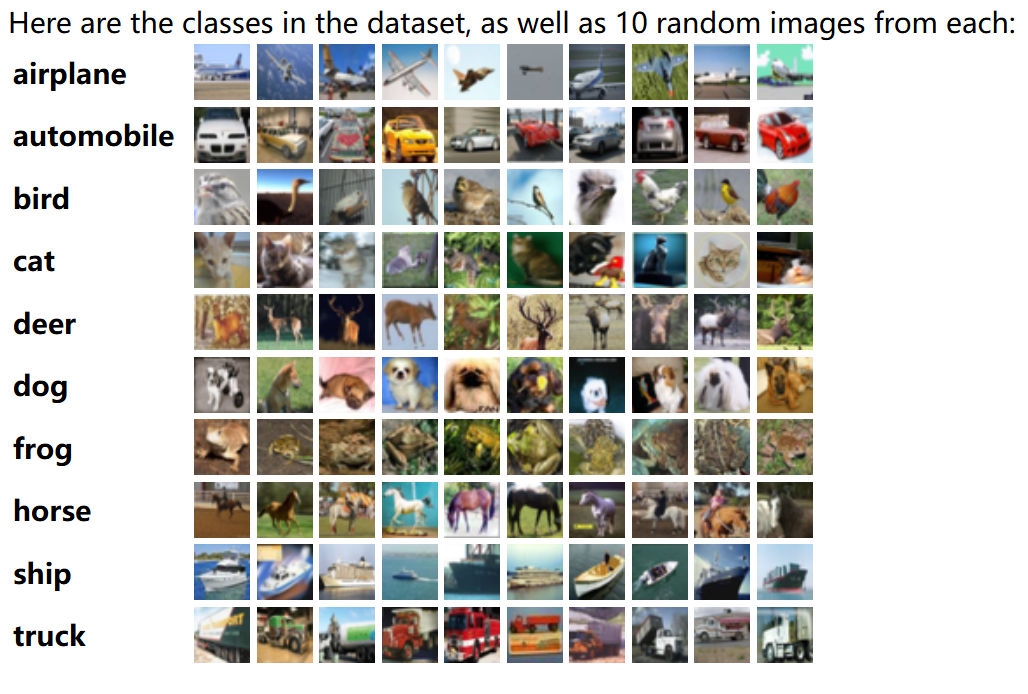 Here are the classes in the dataset, as well as 10 random images from each:
airplane
automobile
bird
cat
deer
dog
frog
horse
ship
truck